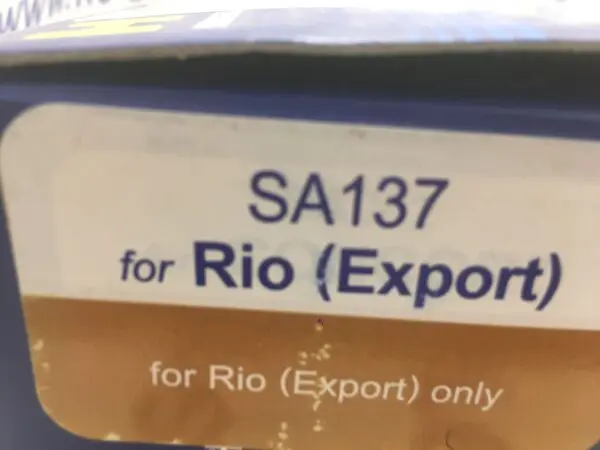 SA137
for Rio (Export)
for Rio (Export) only